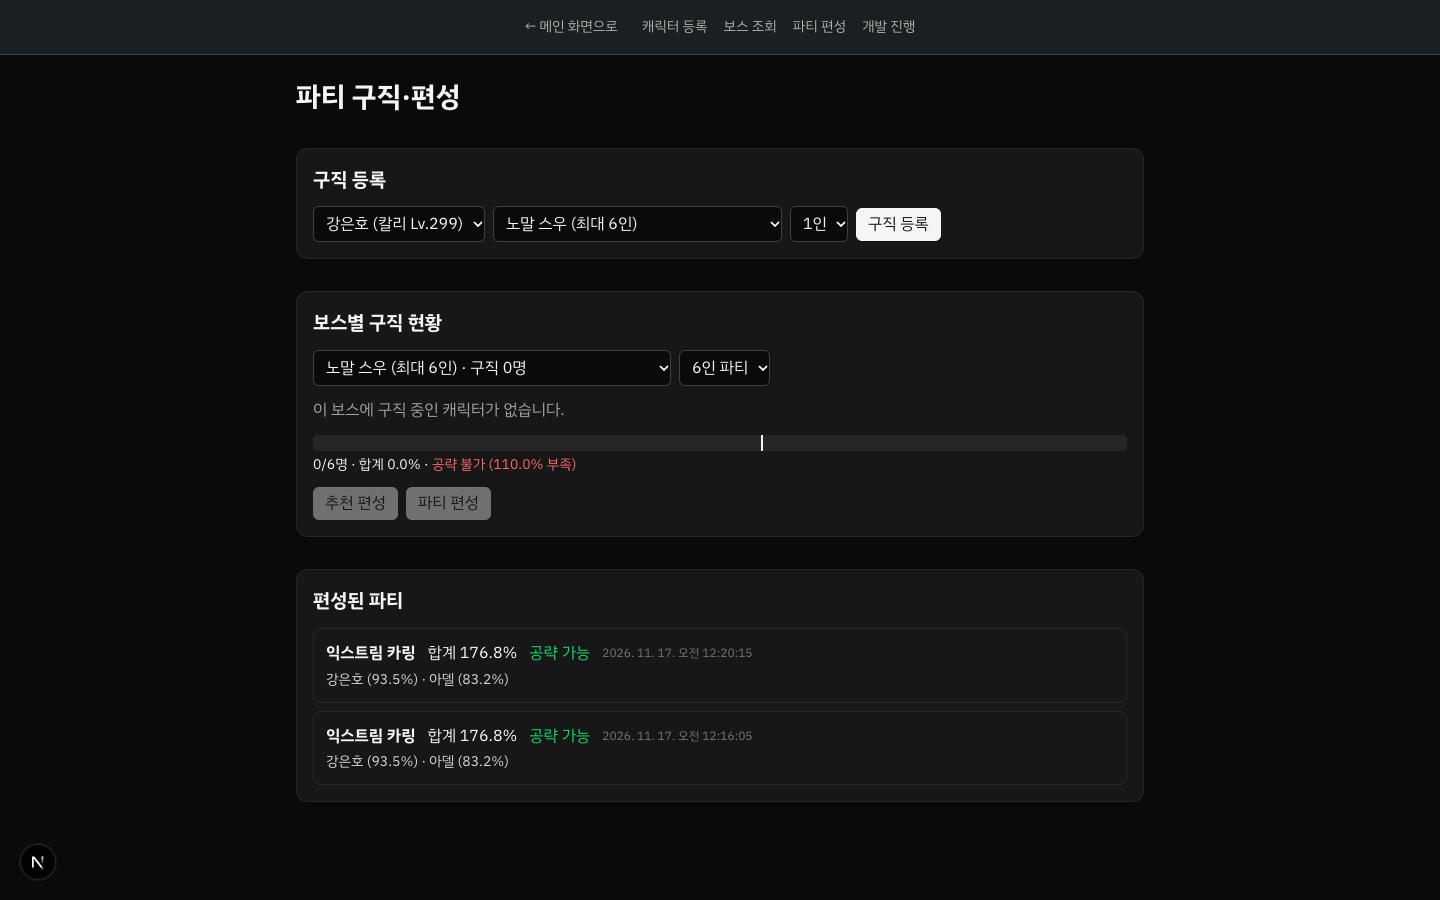 ← 메인 화면으로 캐릭터 등록 보스 조회 파티 편성 개발 진행
파티 구직·편성
구직 등록
강은호 (칼리 Lv.299) 노말 스우 (최대 6인) 1인 구직 등록
보스별 구직 현황
노말 스우 (최대 6인) · 구직 0명 6인 파티
이 보스에 구직 중인 캐릭터가 없습니다.
0/6명 · 합계 0.0% · 공략 불가 (110.0% 부족)
추천 편성 파티 편성
편성된 파티
익스트림 카링 합계 176.8% 공략 가능 2026. 11. 17. 오전 12:20:15
강은호 (93.5%) · 아델 (83.2%)
익스트림 카링 합계 176.8% 공략 가능 2026. 11. 17. 오전 12:16:05
강은호 (93.5%) · 아델 (83.2%)
N